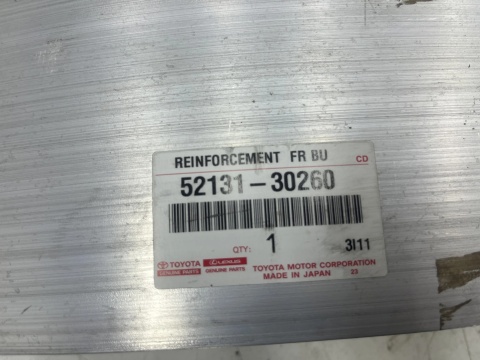 REINFORCEMENT FR BU CD
52131-30260
QTY: 1 3I11
TOYOTA LEXUS TOYOTA MOTOR CORPORATION
GENUINE PARTS GENUINE PARTS MADE IN JAPAN 23